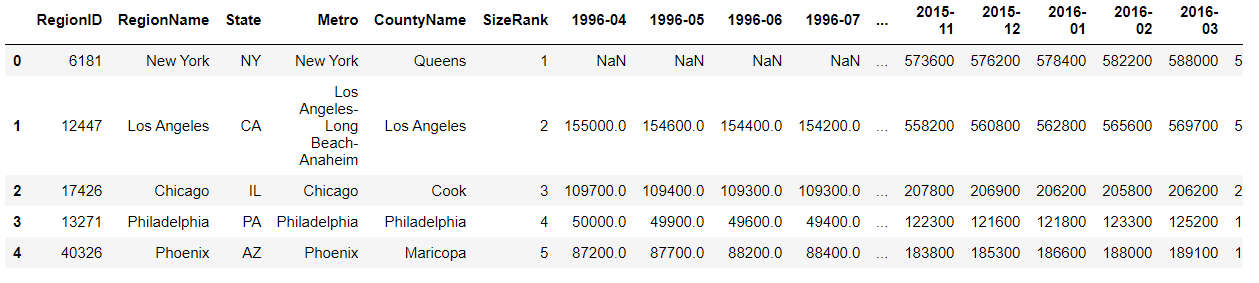 RegionID RegionName State Metro CountyName SizeRank 1996-04 1996-05 1996-06 1996-07 ... 2015-11 2015-12 2016-01 2016-02 2016-03
0 6181 New York NY New York Queens 1 NaN NaN NaN NaN ... 573600 576200 578400 582200 588000 5
1 12447 Los Angeles CA Los Angeles-Long Beach-Anaheim Los Angeles 2 155000.0 154600.0 154400.0 154200.0 ... 558200 560800 562800 565600 569700 5
2 17426 Chicago IL Chicago Cook 3 109700.0 109400.0 109300.0 109300.0 ... 207800 206900 206200 205800 206200 2
3 13271 Philadelphia PA Philadelphia Philadelphia 4 50000.0 49900.0 49600.0 49400.0 ... 122300 121600 121800 123300 125200 1
4 40326 Phoenix AZ Phoenix Maricopa 5 87200.0 87700.0 88200.0 88400.0 ... 183800 185300 186600 188000 189100 1